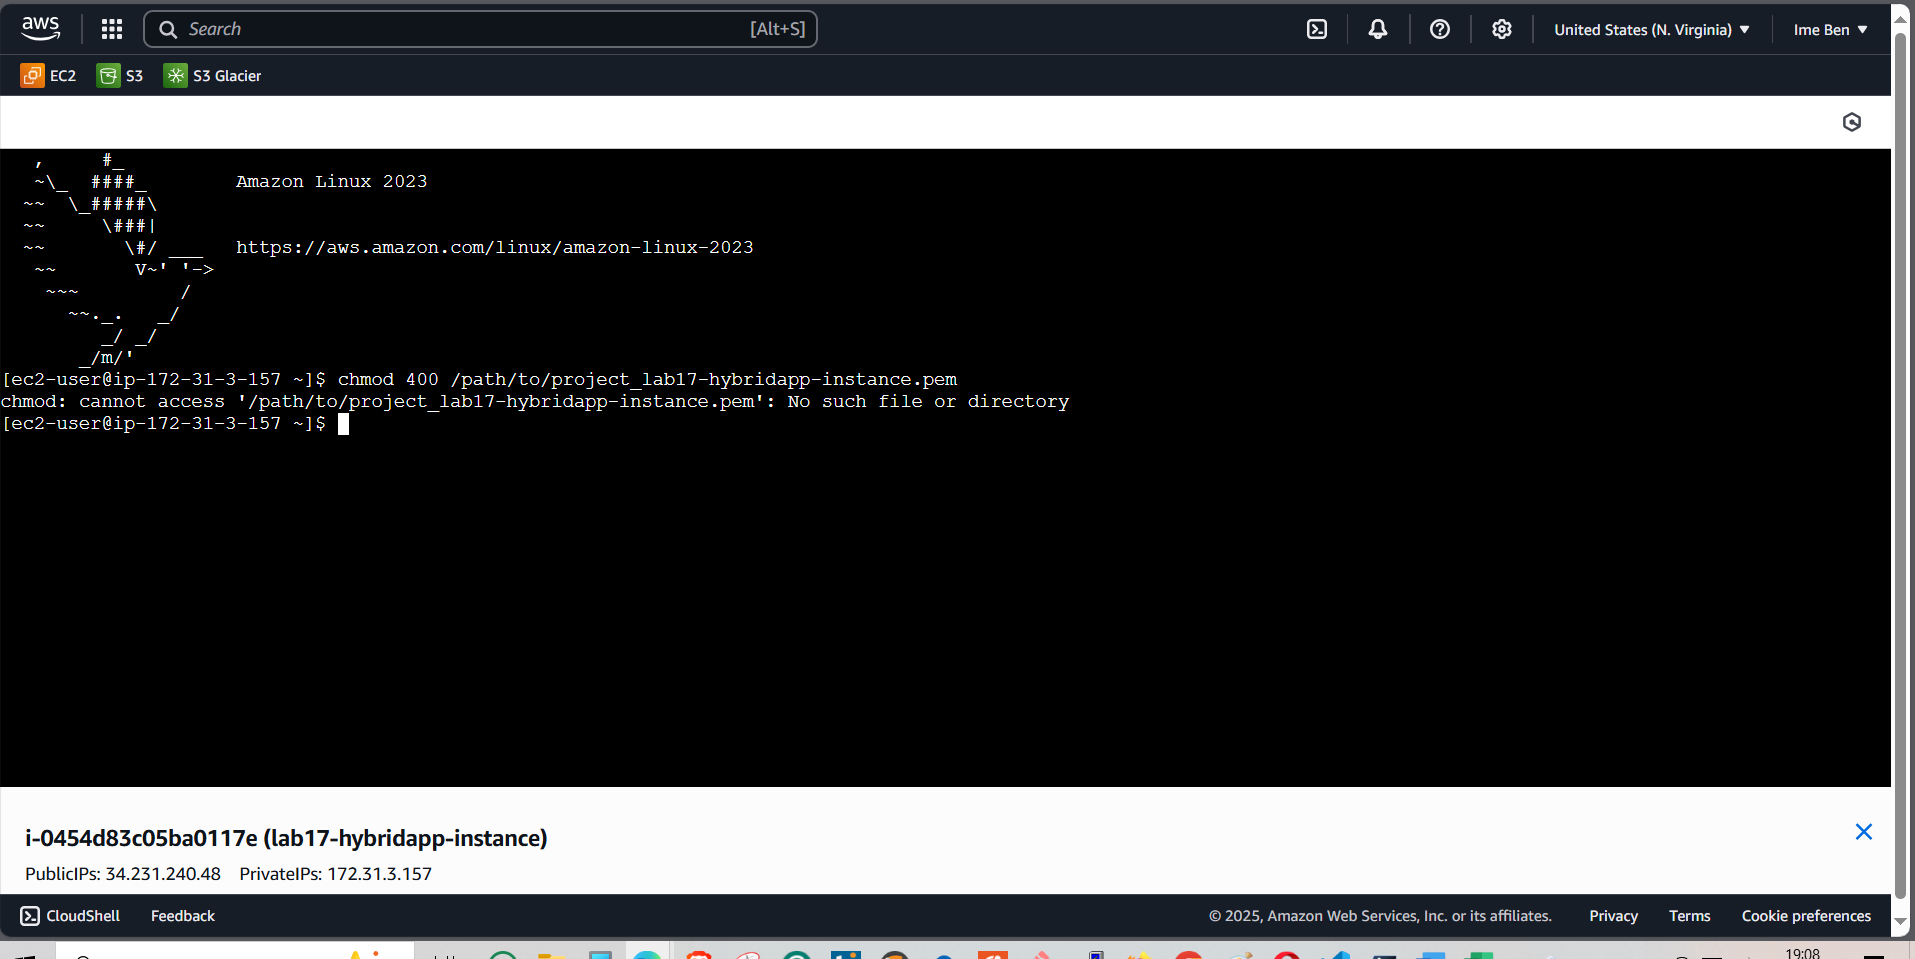 aws
Search [Alt+S]
United States (N. Virginia) ▼
Ime Ben ▼
EC2
S3
S3 Glacier
   ,     #_
   ~\_  ####_        Amazon Linux 2023
  ~~  \_#####\
  ~~     \###|
  ~~       \#/ ___   https://aws.amazon.com/linux/amazon-linux-2023
   ~~       V~' '->
    ~~~         /
      ~~._.   _/
         _/ _/
       _/m/'
[ec2-user@ip-172-31-3-157 ~]$ chmod 400 /path/to/project_lab17-hybridapp-instance.pem
chmod: cannot access '/path/to/project_lab17-hybridapp-instance.pem': No such file or directory
[ec2-user@ip-172-31-3-157 ~]$
i-0454d83c05ba0117e (lab17-hybridapp-instance)
PublicIPs: 34.231.240.48 PrivateIPs: 172.31.3.157
CloudShell Feedback © 2025, Amazon Web Services, Inc. or its affiliates. Privacy Terms Cookie preferences
19:08